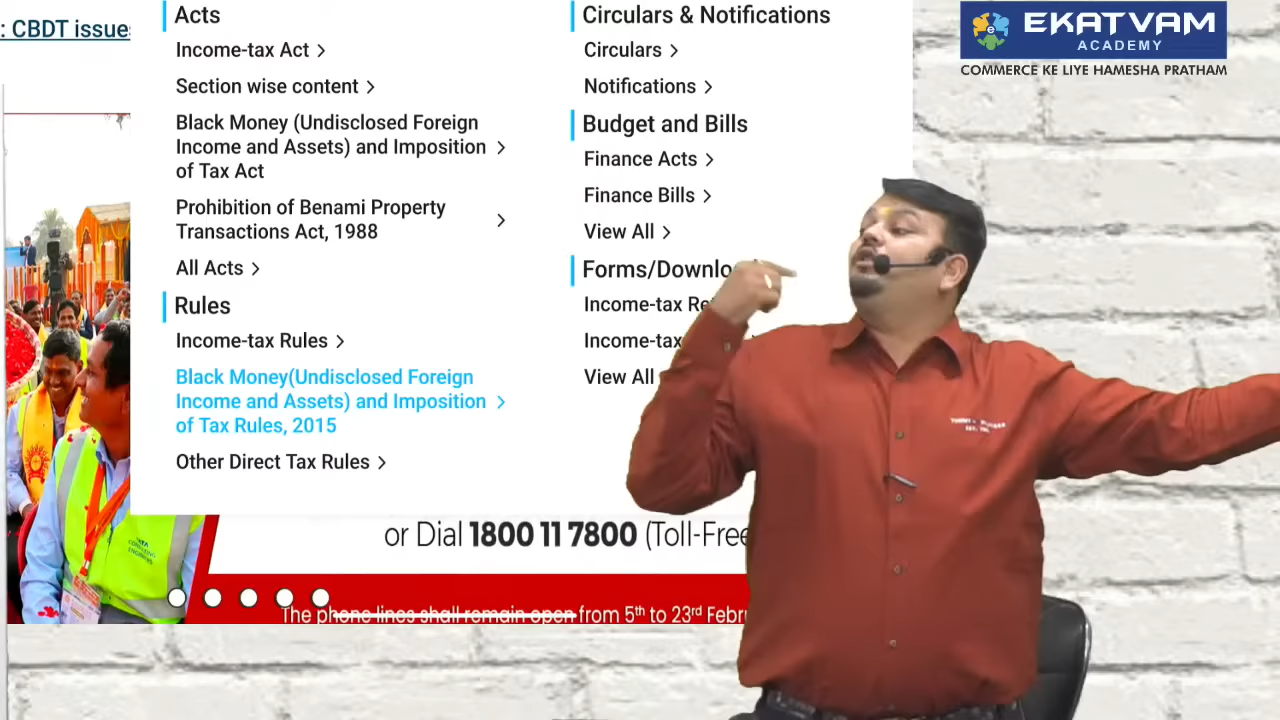 : CBDT issue
Acts
Income-tax Act
Section wise content
Black Money (Undisclosed Foreign
Income and Assets) and Imposition
of Tax Act
Prohibition of Benami Property
Transactions Act, 1988
All Acts
Rules
Income-tax Rules
Black Money(Undisclosed Foreign
Income and Assets) and Imposition
of Tax Rules, 2015
Other Direct Tax Rules
Circulars & Notifications
Circulars
Notifications
Budget and Bills
Finance Acts
Finance Bills
View All
Forms/Downlo
Income-tax Re
Income-tax
View All
or Dial 1800 11 7800 (Toll-Free
The phone lines shall remain open from 5th to 23rd Febru
EKATVAM
ACADEMY
COMMERCE KE LIYE HAMESHA PRATHAM